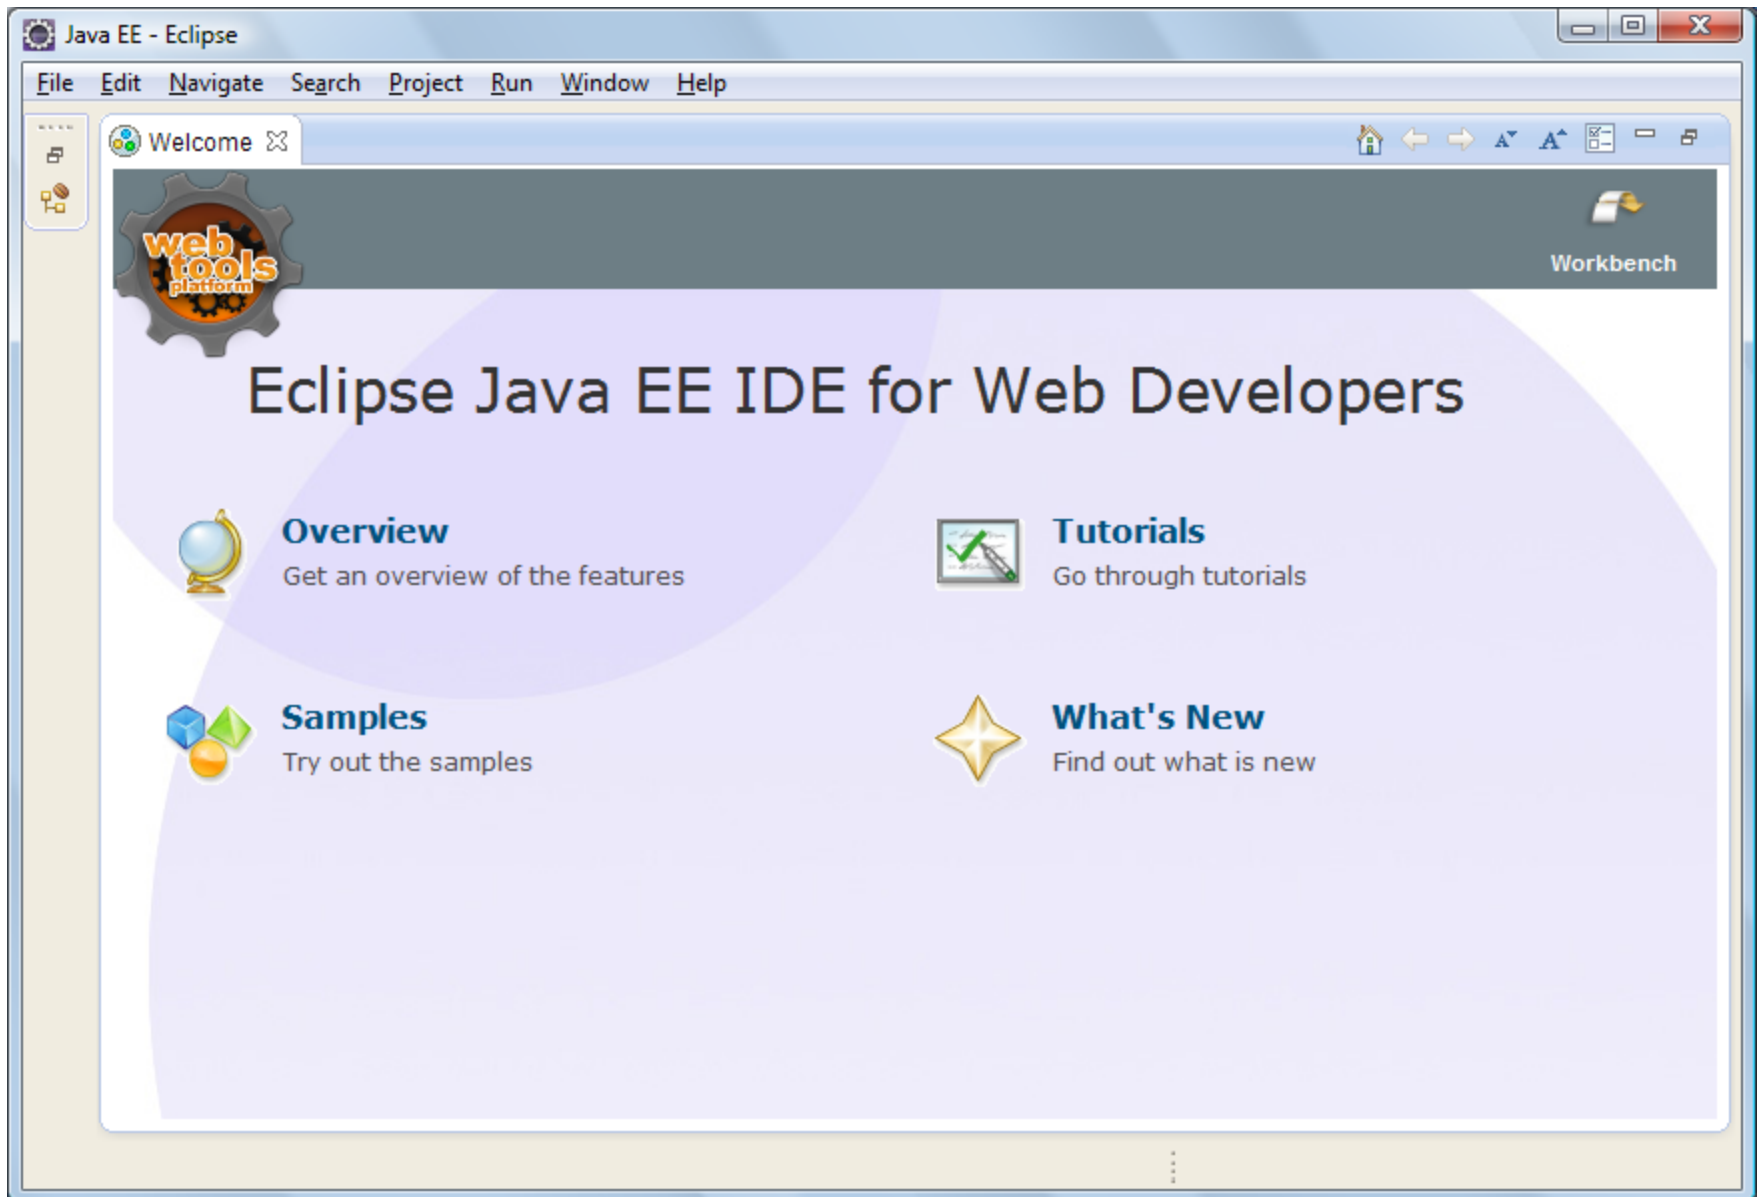 Java EE - Eclipse
File Edit Navigate Search Project Run Window Help
Welcome
web
tools
platform
Workbench
Eclipse Java EE IDE for Web Developers
Overview
Get an overview of the features
Tutorials
Go through tutorials
Samples
Try out the samples
What's New
Find out what is new